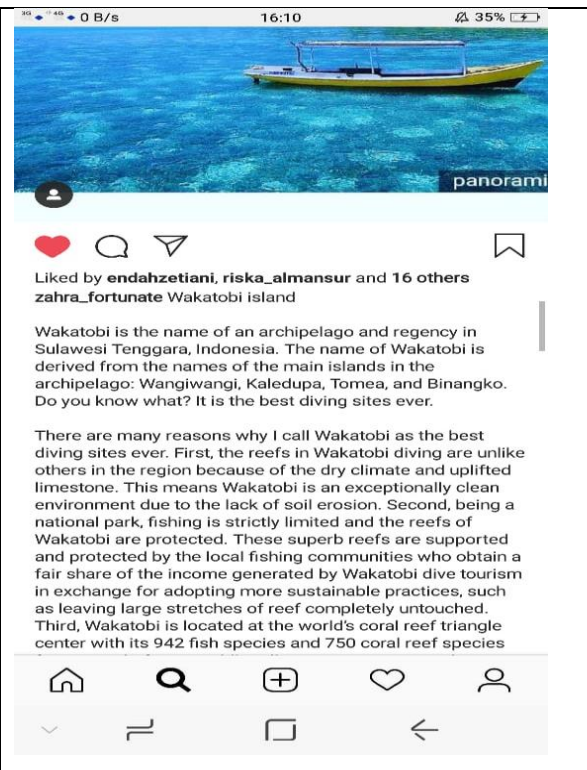 3G 4G 0 B/s 16:10 35%
panorami
Liked by endahzetiani, riska_almansur and 16 others
zahra_fortunate Wakatobi island
Wakatobi is the name of an archipelago and regency in
Sulawesi Tenggara, Indonesia. The name of Wakatobi is
derived from the names of the main islands in the
archipelago: Wangiwangi, Kaledupa, Tomea, and Binangko.
Do you know what? It is the best diving sites ever.
There are many reasons why I call Wakatobi as the best
diving sites ever. First, the reefs in Wakatobi diving are unlike
others in the region because of the dry climate and uplifted
limestone. This means Wakatobi is an exceptionally clean
environment due to the lack of soil erosion. Second, being a
national park, fishing is strictly limited and the reefs of
Wakatobi are protected. These superb reefs are supported
and protected by the local fishing communities who obtain a
fair share of the income generated by Wakatobi dive tourism
in exchange for adopting more sustainable practices, such
as leaving large stretches of reef completely untouched.
Third, Wakatobi is located at the world's coral reef triangle
center with its 942 fish species and 750 coral reef species